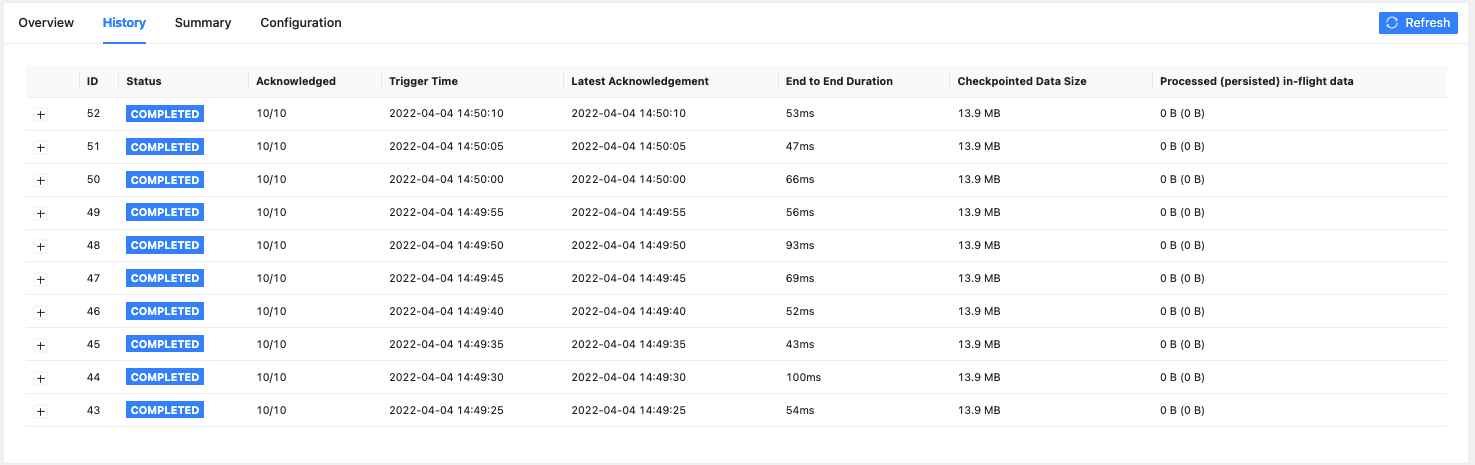 Overview History Summary Configuration Refresh
ID Status Acknowledged Trigger Time Latest Acknowledgement End to End Duration Checkpointed Data Size Processed (persisted) in-flight data
+ 52 COMPLETED 10/10 2022-04-04 14:50:10 2022-04-04 14:50:10 53ms 13.9 MB 0 B (0 B)
+ 51 COMPLETED 10/10 2022-04-04 14:50:05 2022-04-04 14:50:05 47ms 13.9 MB 0 B (0 B)
+ 50 COMPLETED 10/10 2022-04-04 14:50:00 2022-04-04 14:50:00 66ms 13.9 MB 0 B (0 B)
+ 49 COMPLETED 10/10 2022-04-04 14:49:55 2022-04-04 14:49:55 56ms 13.9 MB 0 B (0 B)
+ 48 COMPLETED 10/10 2022-04-04 14:49:50 2022-04-04 14:49:50 93ms 13.9 MB 0 B (0 B)
+ 47 COMPLETED 10/10 2022-04-04 14:49:45 2022-04-04 14:49:45 69ms 13.9 MB 0 B (0 B)
+ 46 COMPLETED 10/10 2022-04-04 14:49:40 2022-04-04 14:49:40 52ms 13.9 MB 0 B (0 B)
+ 45 COMPLETED 10/10 2022-04-04 14:49:35 2022-04-04 14:49:35 43ms 13.9 MB 0 B (0 B)
+ 44 COMPLETED 10/10 2022-04-04 14:49:30 2022-04-04 14:49:30 100ms 13.9 MB 0 B (0 B)
+ 43 COMPLETED 10/10 2022-04-04 14:49:25 2022-04-04 14:49:25 54ms 13.9 MB 0 B (0 B)